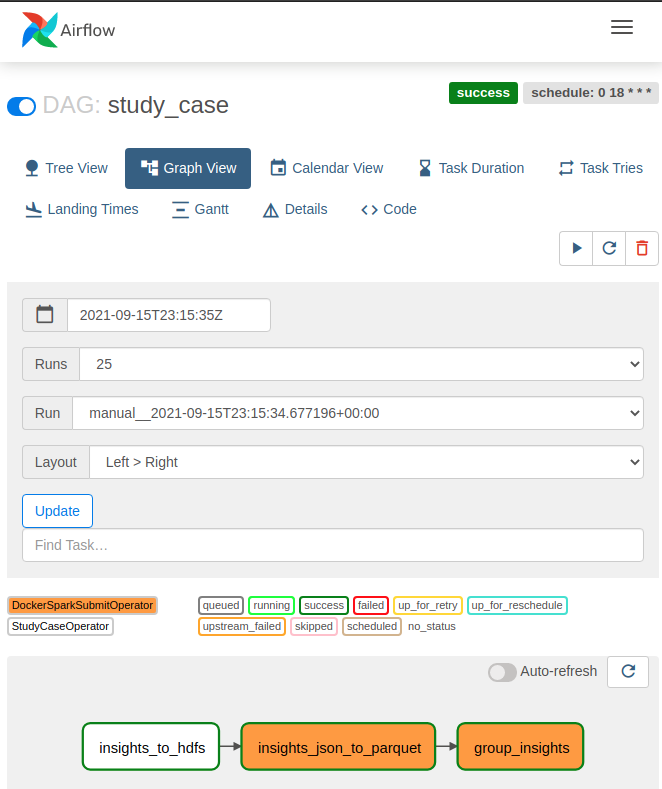 Airflow
DAG: study_case
success
schedule: 0 18 * * *
Tree View
Graph View
Calendar View
Task Duration
Task Tries
Landing Times
Gantt
Details
Code
2021-09-15T23:15:35Z
Runs
25
Run
manual__2021-09-15T23:15:34.677196+00:00
Layout
Left > Right
Update
Find Task…
DockerSparkSubmitOperator
StudyCaseOperator
queued
running
success
failed
up_for_retry
up_for_reschedule
upstream_failed
skipped
scheduled
no_status
Auto-refresh
insights_to_hdfs
insights_json_to_parquet
group_insights